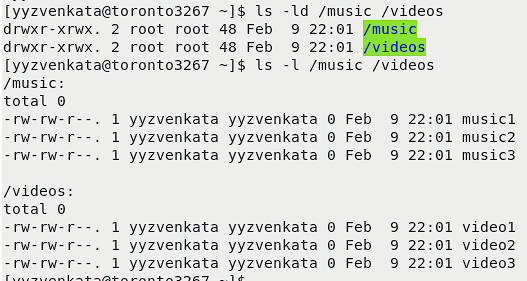 [yyzvenkata@toronto3267 ~]$ ls -ld /music /videos
drwxr-xrwx. 2 root root 48 Feb  9 22:01 /music
drwxr-xrwx. 2 root root 48 Feb  9 22:01 /videos
[yyzvenkata@toronto3267 ~]$ ls -l /music /videos
/music:
total 0
-rw-rw-r--. 1 yyzvenkata yyzvenkata 0 Feb  9 22:01 music1
-rw-rw-r--. 1 yyzvenkata yyzvenkata 0 Feb  9 22:01 music2
-rw-rw-r--. 1 yyzvenkata yyzvenkata 0 Feb  9 22:01 music3

/videos:
total 0
-rw-rw-r--. 1 yyzvenkata yyzvenkata 0 Feb  9 22:01 video1
-rw-rw-r--. 1 yyzvenkata yyzvenkata 0 Feb  9 22:01 video2
-rw-rw-r--. 1 yyzvenkata yyzvenkata 0 Feb  9 22:01 video3
[yyzvenkata@toronto3267 ~]$